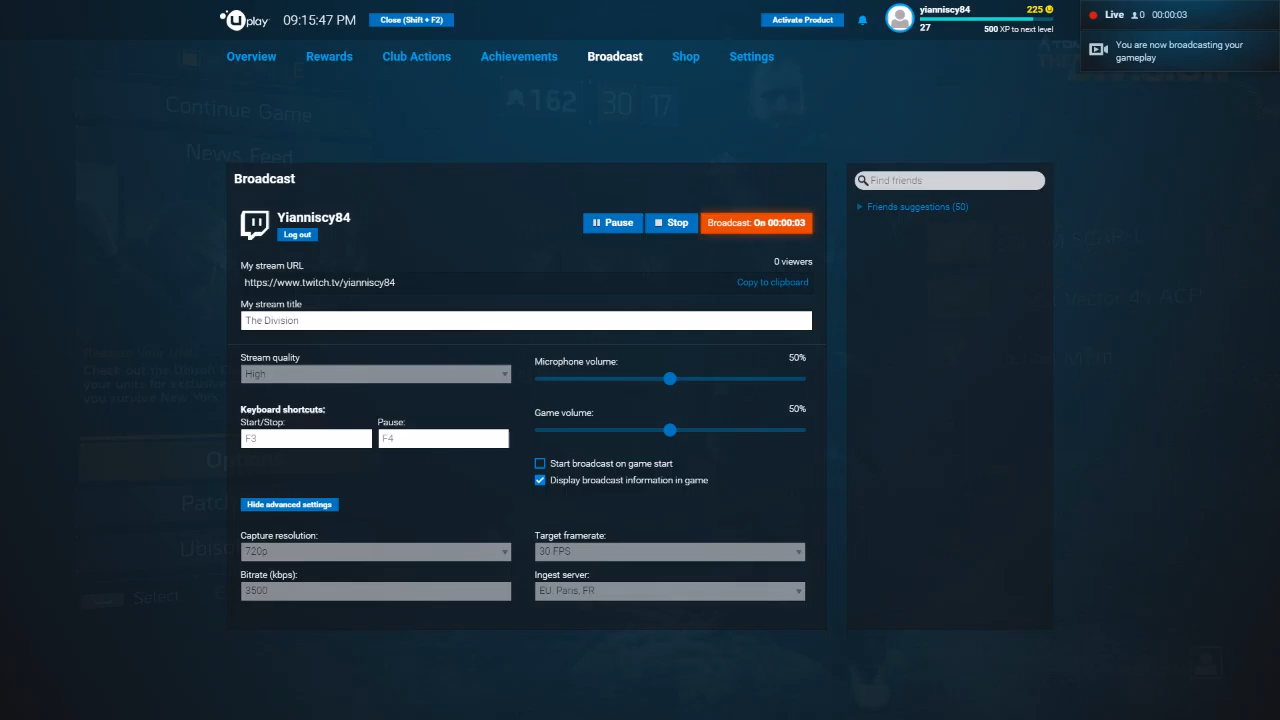 uplay 09:15:47 PM Close (Shift + F2) Activate Product yianniscy84 225
27 500 XP to next level
Live 0 00:00:03
You are now broadcasting your
gameplay
Overview Rewards Club Actions Achievements Broadcast Shop Settings
162 30 17
Continue Game
News Feed
Broadcast
Find friends
Friends suggestions (50)
Yianniscy84
Log out
Pause Stop Broadcast: On 00:00:03
My stream URL 0 viewers
https://www.twitch.tv/yianniscy84 Copy to clipboard
My stream title
The Division
Stream quality
High
Microphone volume: 50%
Keyboard shortcuts:
Start/Stop: Pause:
F3 F4
Game volume: 50%
Start broadcast on game start
Display broadcast information in game
Hide advanced settings
Capture resolution: Target framerate:
720p 30 FPS
Bitrate (kbps): Ingest server:
3500 EU: Paris, FR
Select